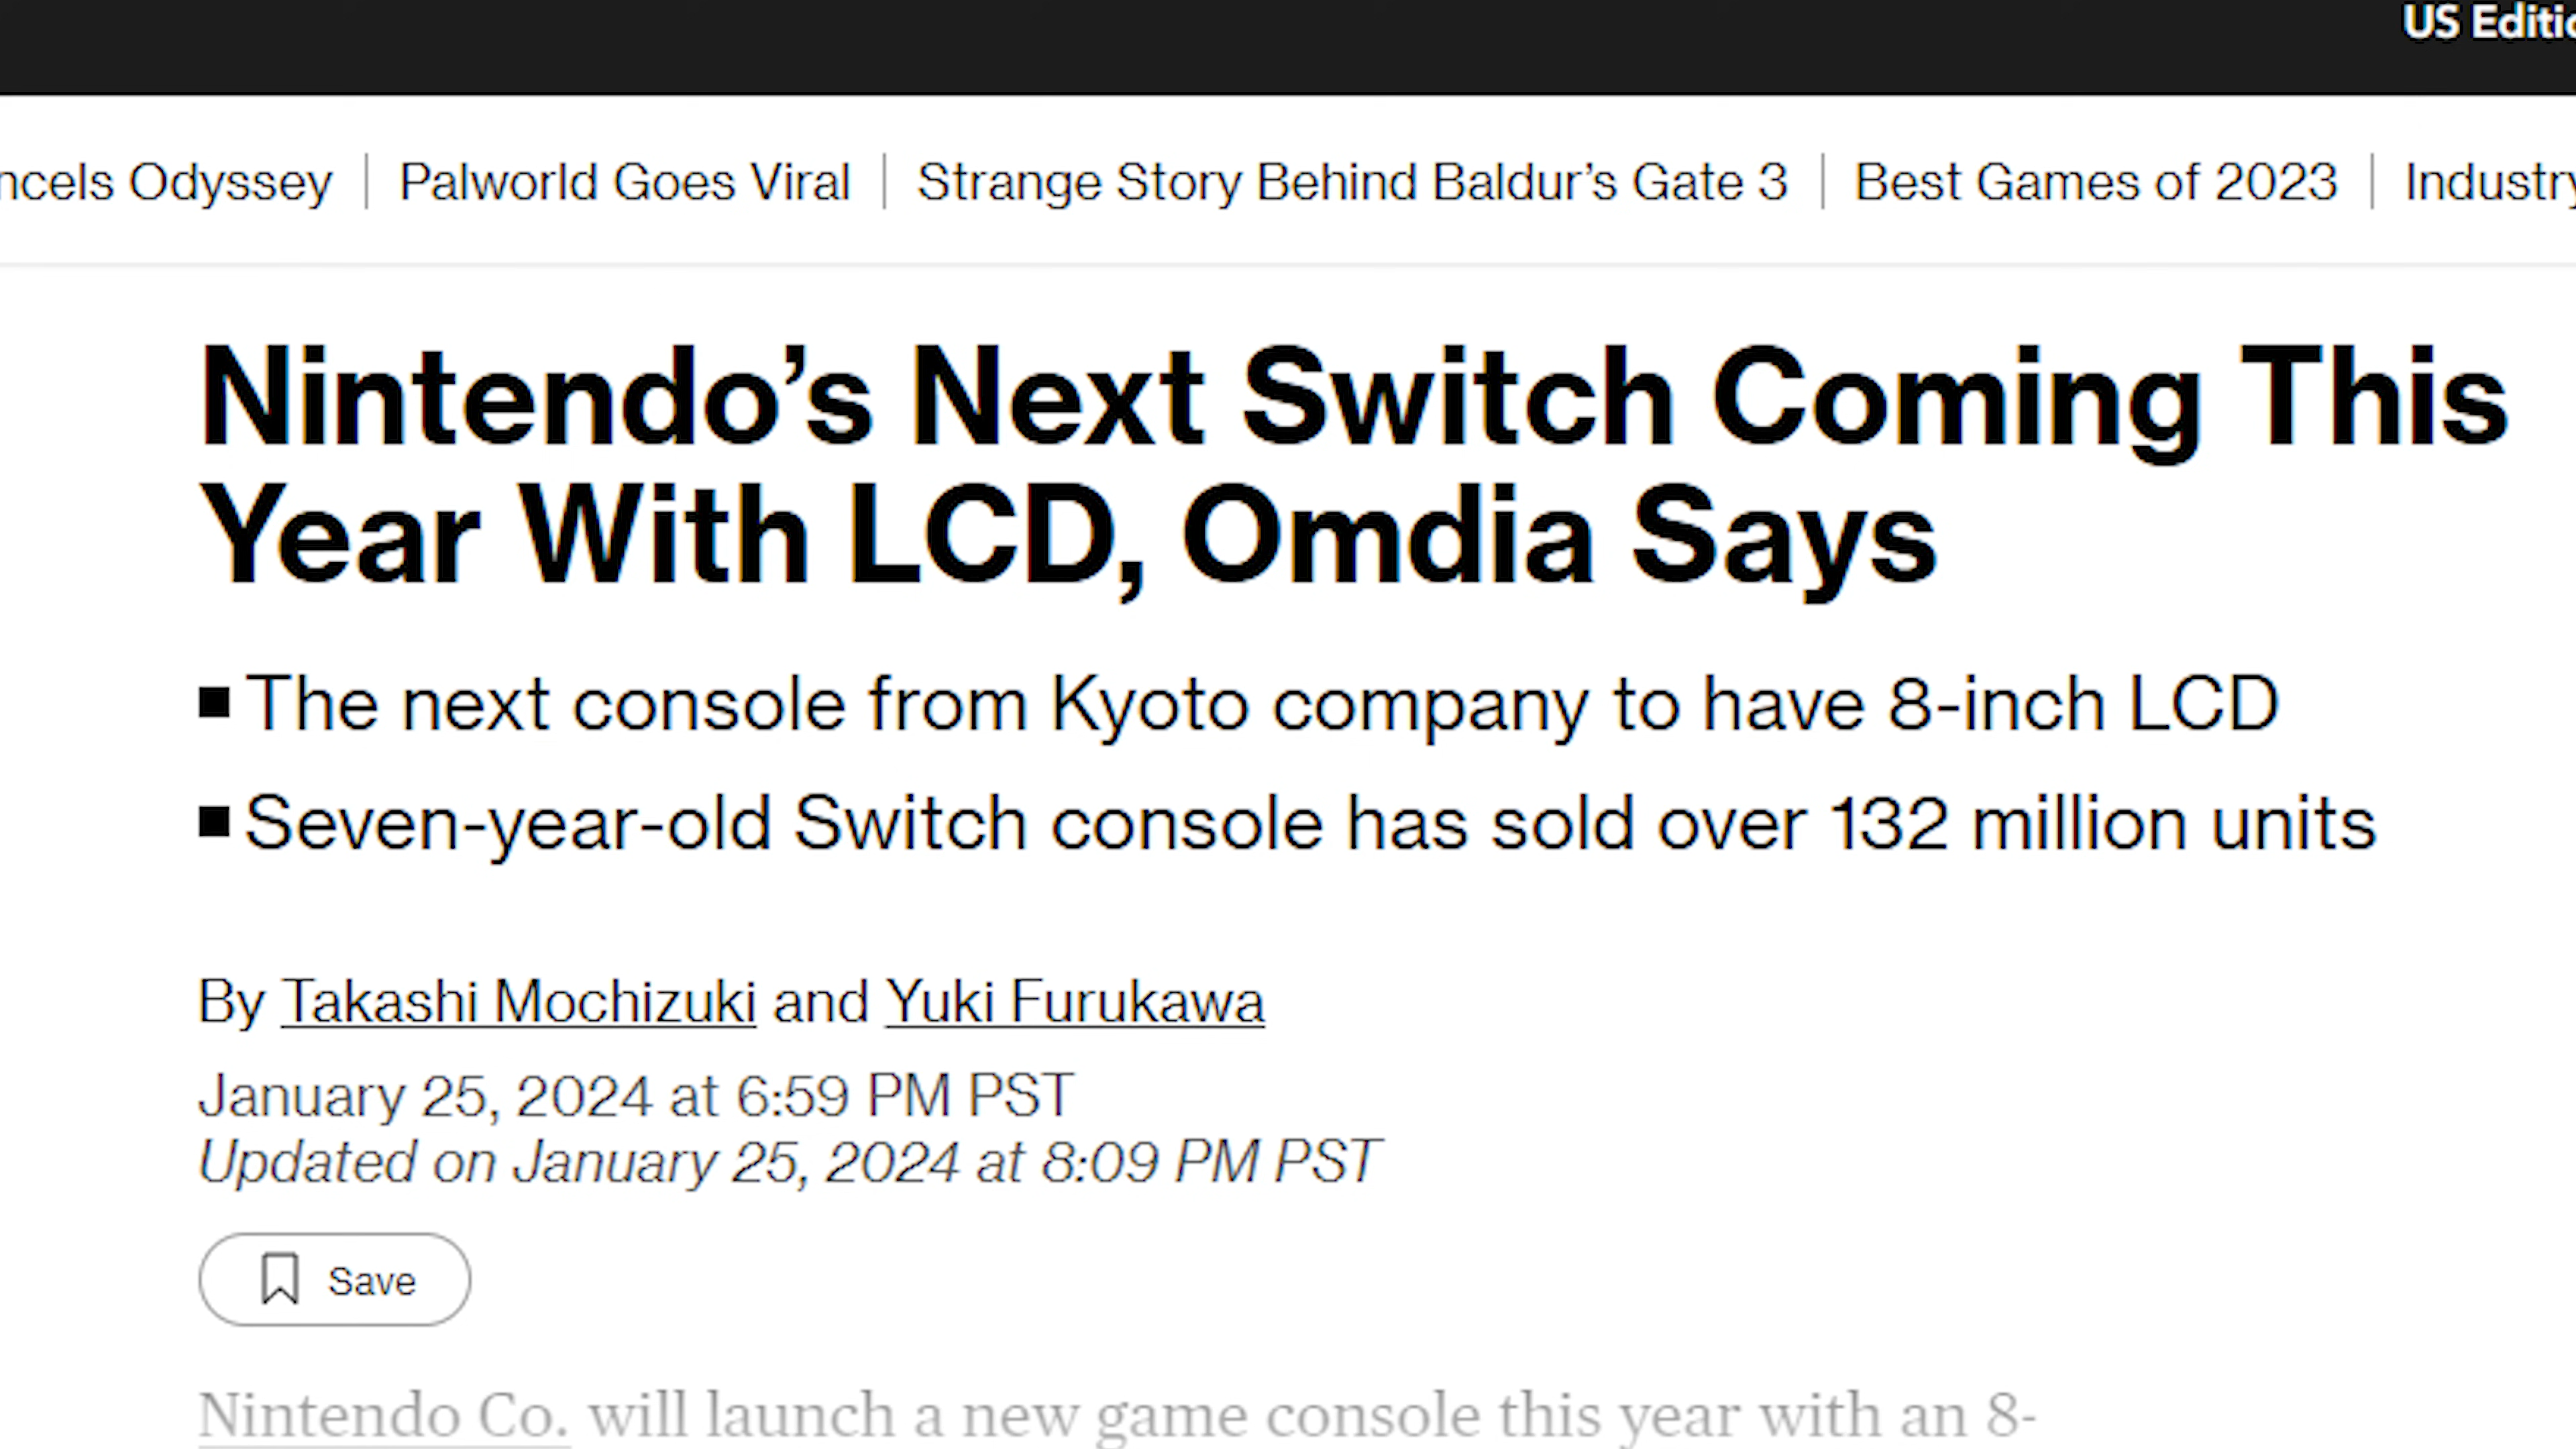 US Editio
ncels Odyssey | Palworld Goes Viral | Strange Story Behind Baldur’s Gate 3 | Best Games of 2023 | Industry
Nintendo’s Next Switch Coming This
Year With LCD, Omdia Says
■ The next console from Kyoto company to have 8-inch LCD
■ Seven-year-old Switch console has sold over 132 million units
By Takashi Mochizuki and Yuki Furukawa
January 25, 2024 at 6:59 PM PST
Updated on January 25, 2024 at 8:09 PM PST
Save
Nintendo Co. will launch a new game console this year with an 8-